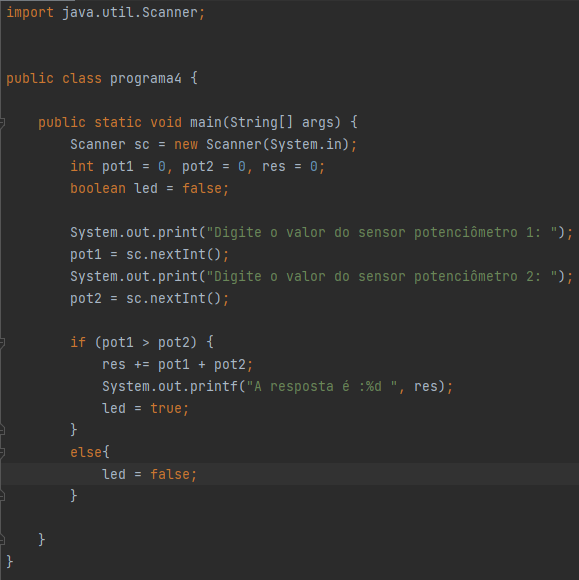 import java.util.Scanner;
public class programa4 {
public static void main(String[] args) {
Scanner sc = new Scanner(System.in);
int pot1 = 0, pot2 = 0, res = 0;
boolean led = false;
System.out.print("Digite o valor do sensor potenciômetro 1: ");
pot1 = sc.nextInt();
System.out.print("Digite o valor do sensor potenciômetro 2: ");
pot2 = sc.nextInt();
if (pot1 > pot2) {
res += pot1 + pot2;
System.out.printf("A resposta é :%d ", res);
led = true;
}
else{
led = false;
}
}
}